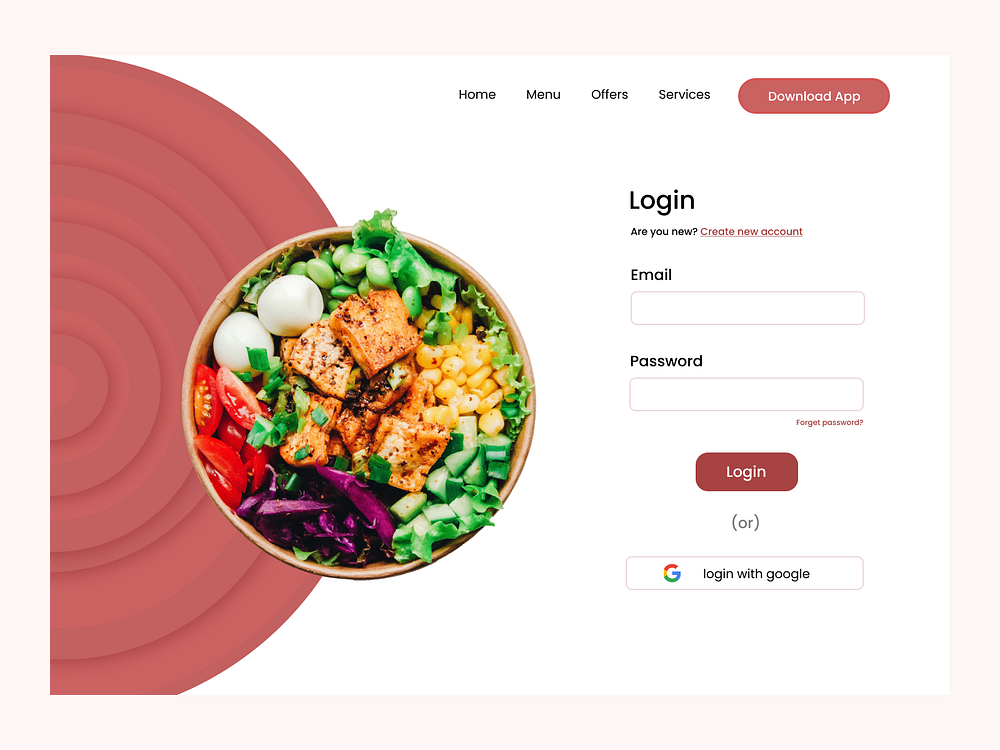 Home Menu Offers Services Download App
Login
Are you new? Create new account
Email
Password
Forget password?
Login
(or)
login with google